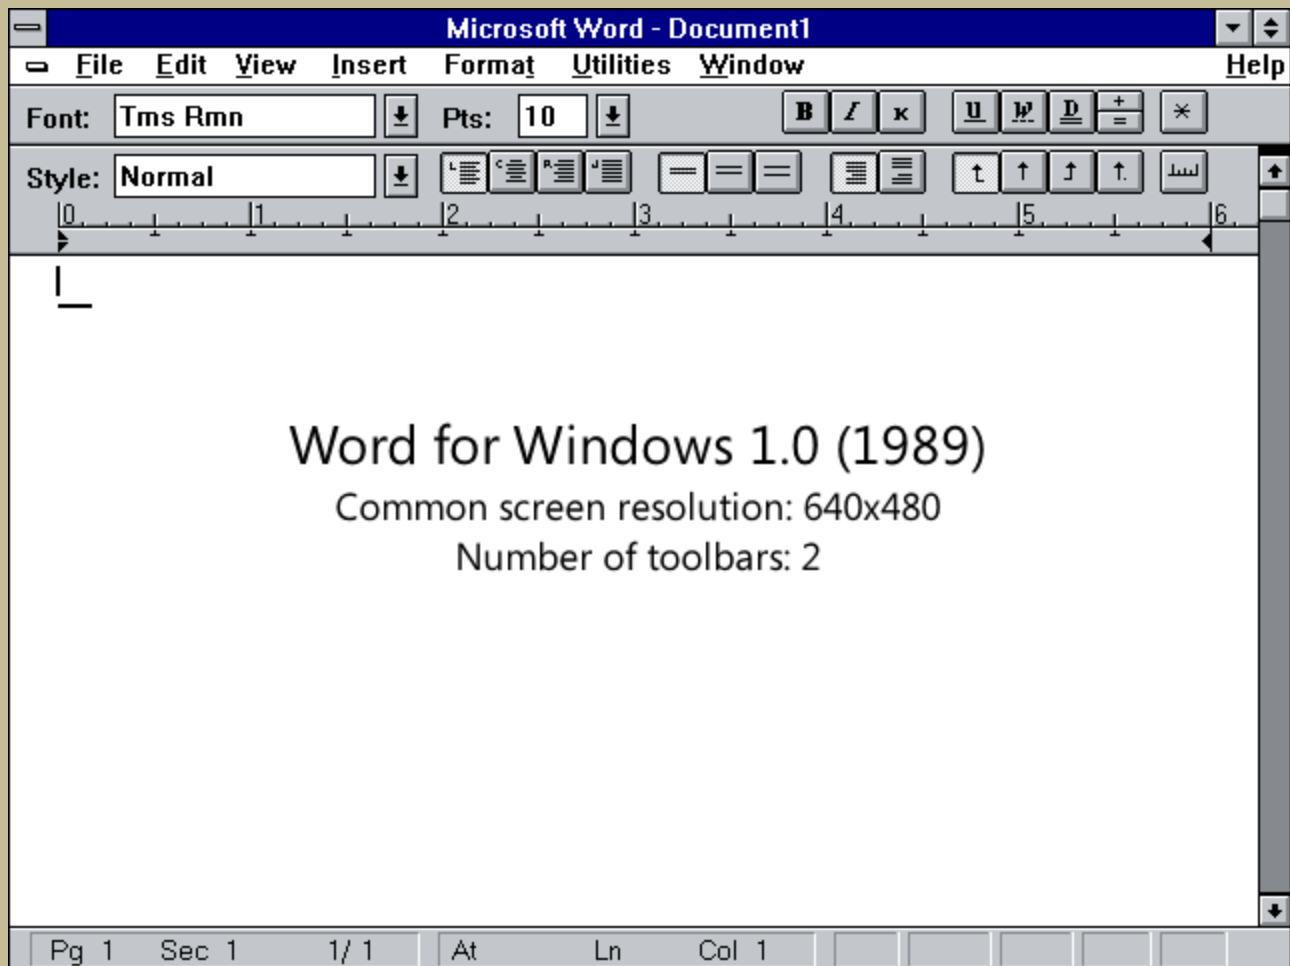 Microsoft Word - Document1
File Edit View Insert Format Utilities Window Help
Font: Tms Rmn Pts: 10 B I K U W D + = *
Style: Normal L C R J
0 1 2 3 4 5 6
Word for Windows 1.0 (1989)
Common screen resolution: 640x480
Number of toolbars: 2
Pg 1 Sec 1 1/ 1 At Ln Col 1